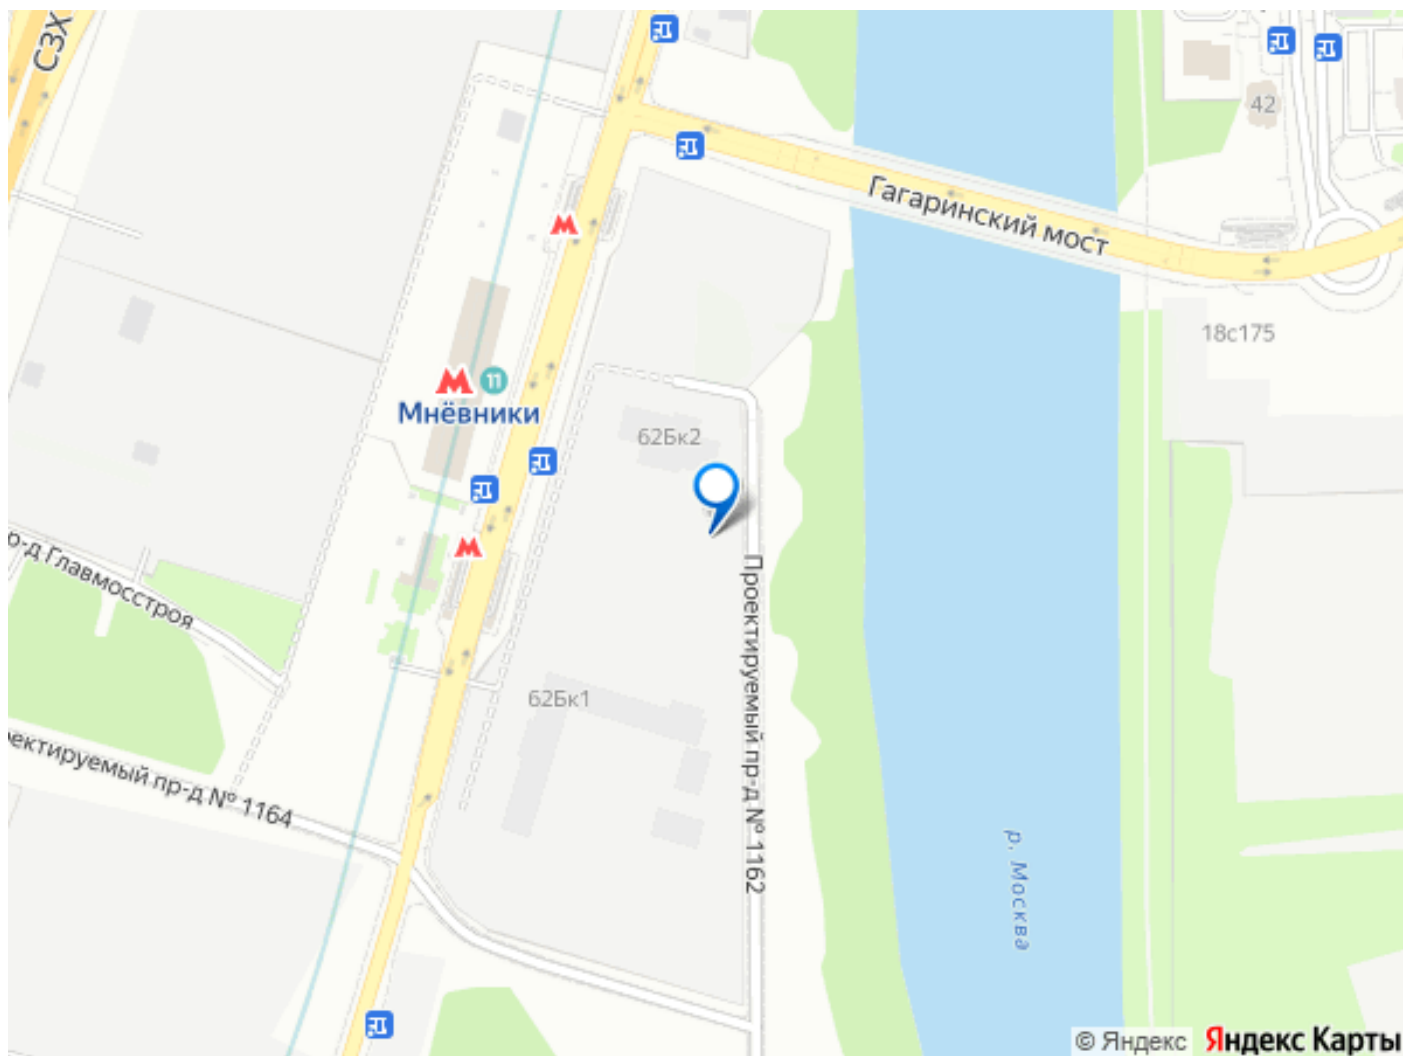 СЗХ
42
Гагаринский мост
18с175
11
Мнёвники
62Бк2
р-д Главмосстроя
Проектируемый пр-д № 1162
62Бк1
ректируемый пр-д № 1164
р. Москва
© Яндекс Яндекс Карты